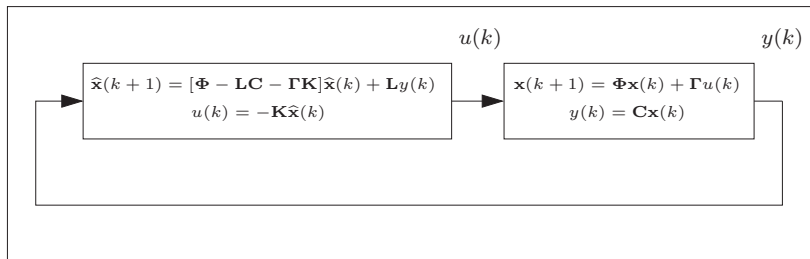 u(k) y(k)
x̂(k + 1) = [Φ − LC − ΓK]x̂(k) + Ly(k)
u(k) = −Kx̂(k)
x(k + 1) = Φx(k) + Γu(k)
y(k) = Cx(k)